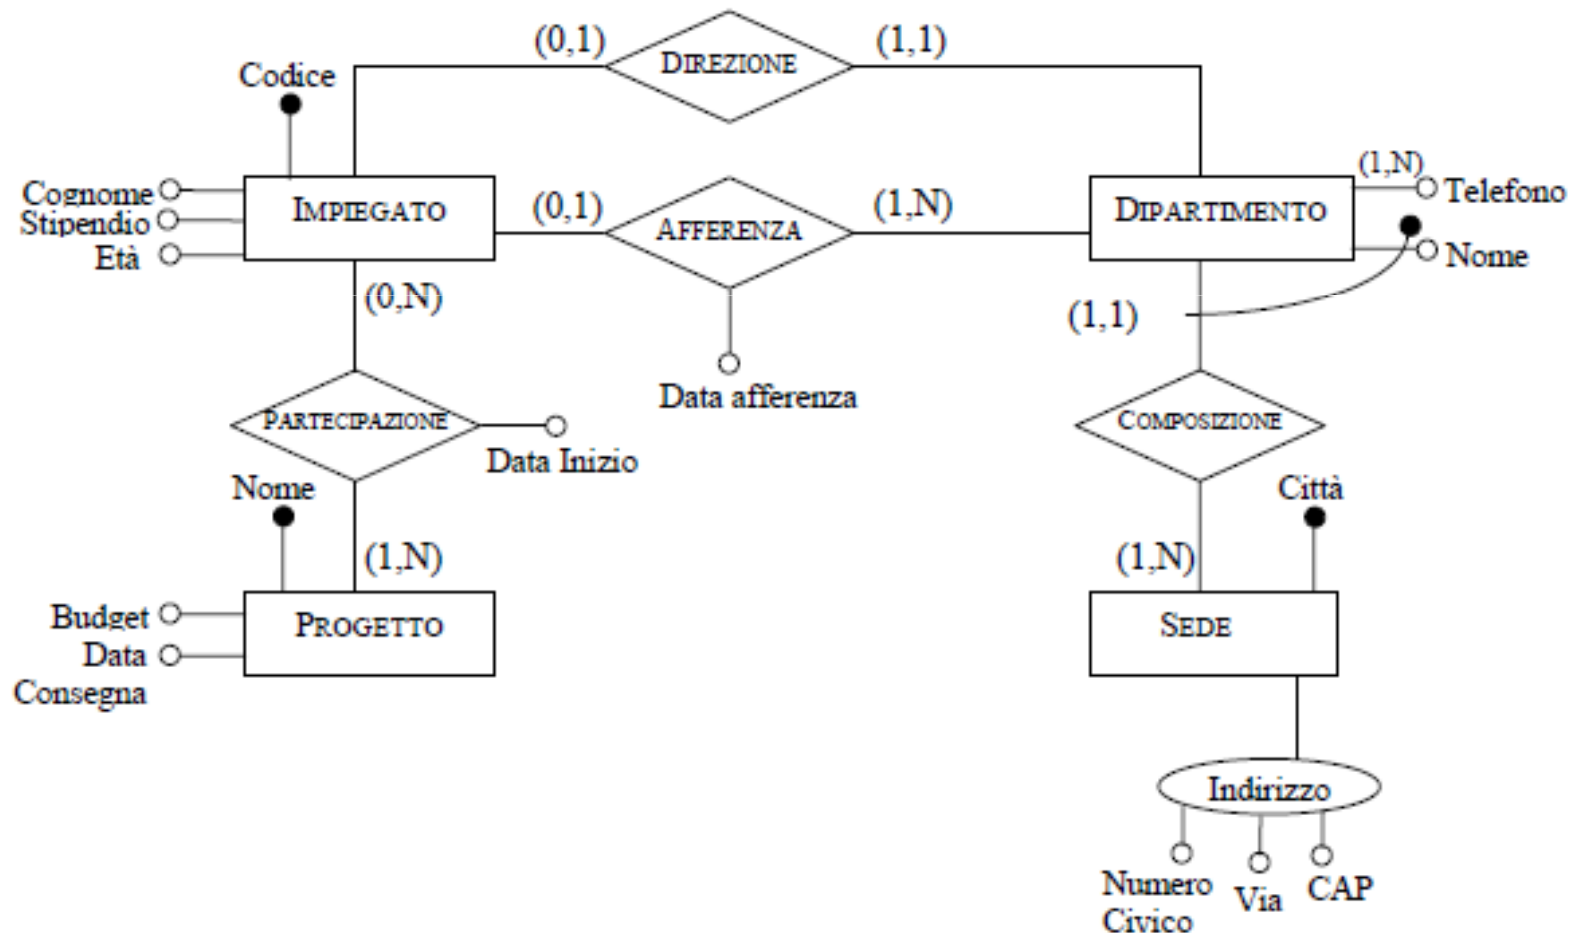 (0,1)
DIREZIONE
(1,1)
Codice
Cognome
Stipendio
Età
IMPIEGATO
(0,1)
AFFERENZA
(1,N)
DIPARTIMENTO
(1,N)
Telefono
Nome
(0,N)
(1,1)
Data afferenza
PARTECIPAZIONE
Data Inizio
COMPOSIZIONE
Nome
Città
(1,N)
(1,N)
Budget
Data
Consegna
PROGETTO
SEDE
Indirizzo
Numero
Civico
Via
CAP